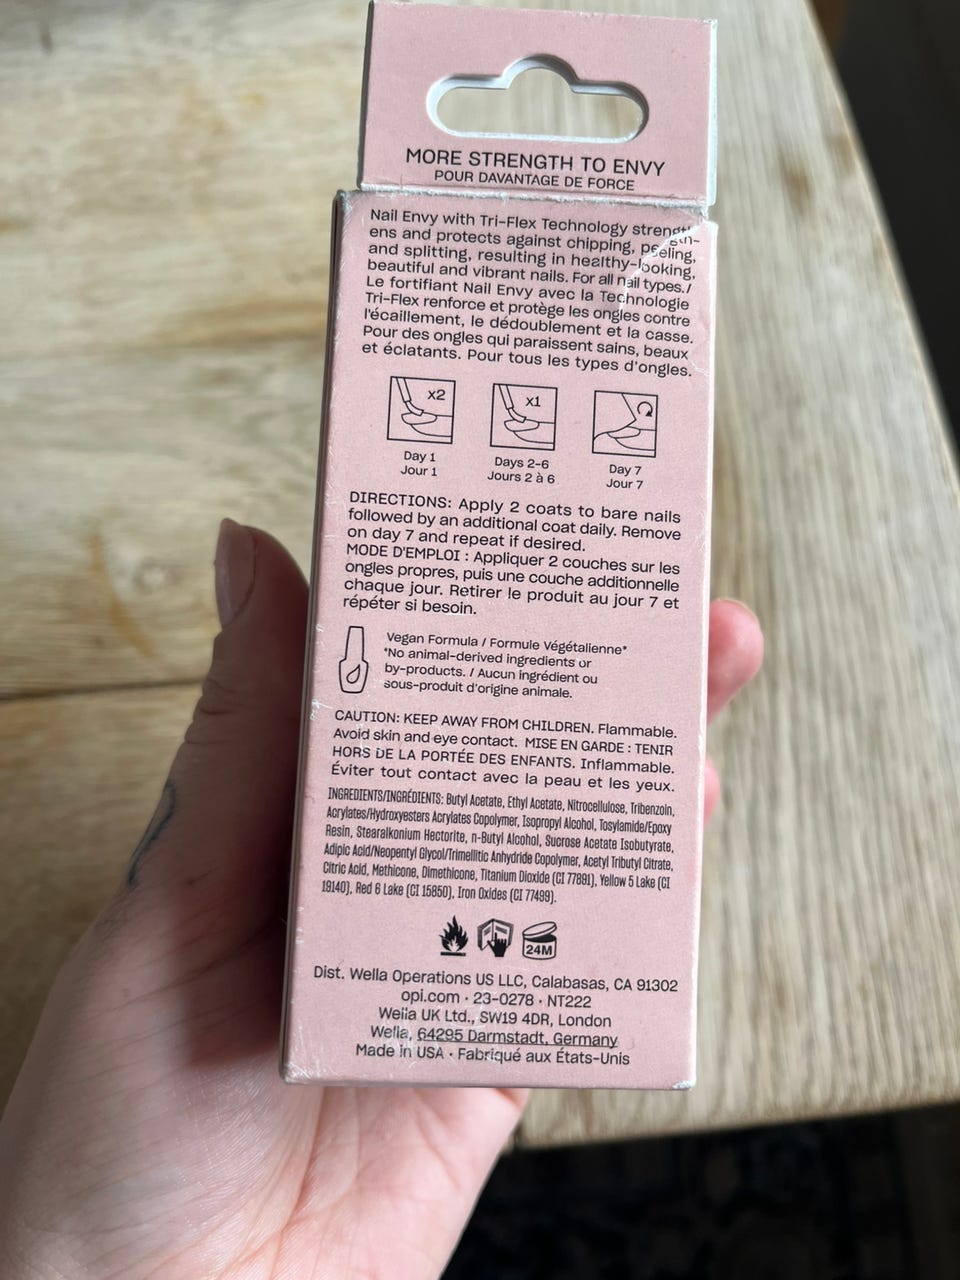 MORE STRENGTH TO ENVY
POUR DAVANTAGE DE FORCE
Nail Envy with Tri-Flex Technology strength-
ens and protects against chipping, peeling,
and splitting, resulting in healthy-looking,
beautiful and vibrant nails. For all nail types./
Le fortifiant Nail Envy avec la Technologie
Tri-Flex renforce et protège les ongles contre
l'écaillement, le dédoublement et la casse.
Pour des ongles qui paraissent sains, beaux
et éclatants. Pour tous les types d'ongles.
x2
x1
Day 1
Jour 1
Days 2-6
Jours 2 à 6
Day 7
Jour 7
DIRECTIONS: Apply 2 coats to bare nails
followed by an additional coat daily. Remove
on day 7 and repeat if desired.
MODE D'EMPLOI : Appliquer 2 couches sur les
ongles propres, puis une couche additionnelle
chaque jour. Retirer le produit au jour 7 et
répéter si besoin.
Vegan Formula / Formule Végétalienne*
*No animal-derived ingredients or
by-products. / Aucun ingrédient ou
sous-produit d'origine animale.
CAUTION: KEEP AWAY FROM CHILDREN. Flammable.
Avoid skin and eye contact. MISE EN GARDE : TENIR
HORS DE LA PORTÉE DES ENFANTS. Inflammable.
Éviter tout contact avec la peau et les yeux.
INGREDIENTS/INGRÉDIENTS: Butyl Acetate, Ethyl Acetate, Nitrocellulose, Tribenzoin,
Acrylates/Hydroxyesters Acrylates Copolymer, Isopropyl Alcohol, Tosylamide/Epoxy
Resin, Stearalkonium Hectorite, n-Butyl Alcohol, Sucrose Acetate Isobutyrate,
Adipic Acid/Neopentyl Glycol/Trimellitic Anhydride Copolymer, Acetyl Tributyl Citrate,
Citric Acid, Methicone, Dimethicone, Titanium Dioxide (CI 77891), Yellow 5 Lake (CI
19140), Red 6 Lake (CI 15850), Iron Oxides (CI 77499).
24M
Dist. Wella Operations US LLC, Calabasas, CA 91302
opi.com · 23-0278 · NT222
Wella UK Ltd., SW19 4DR, London
Wella, 64295 Darmstadt, Germany
Made in USA · Fabriqué aux États-Unis